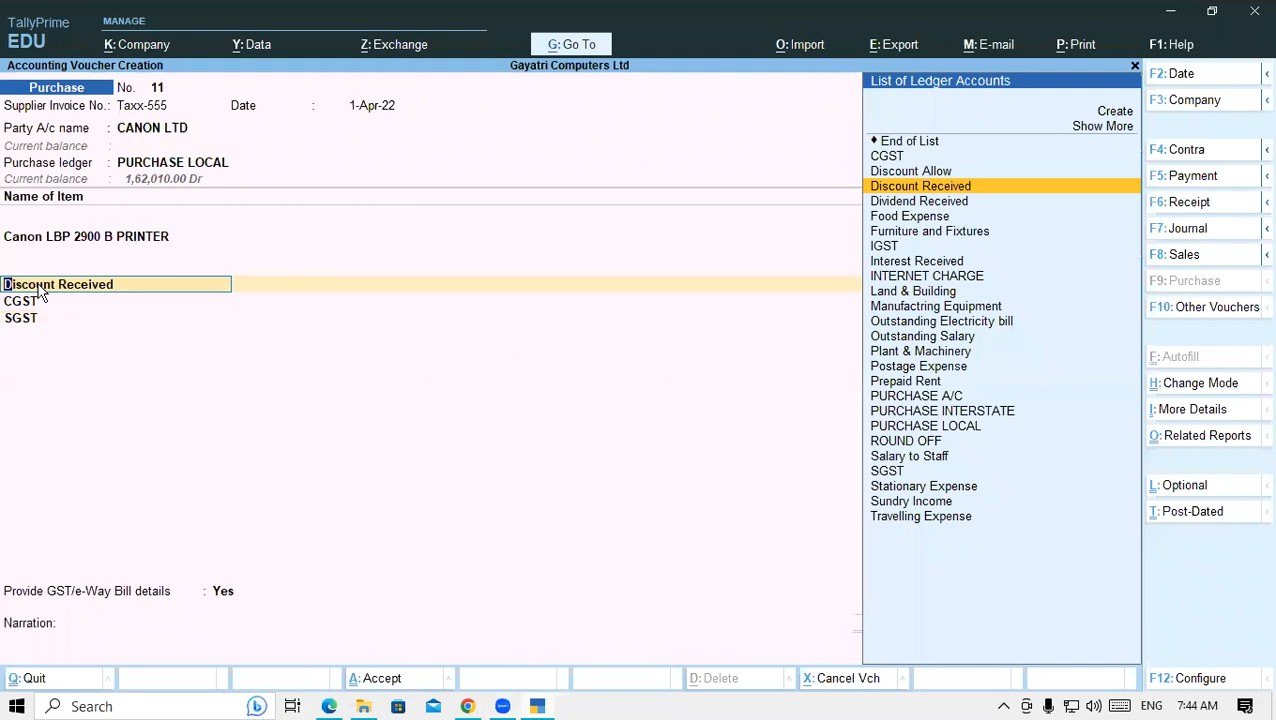 TallyPrime
MANAGE
EDU
K: Company
Y: Data
Z: Exchange
G: Go To
O: Import
E: Export
M: E-mail
P: Print
F1: Help
Accounting Voucher Creation
Gayatri Computers Ltd
Purchase No. 11
Supplier Invoice No.: Taxx-555 Date : 1-Apr-22
Party A/c name : CANON LTD
Current balance :
Purchase ledger : PURCHASE LOCAL
Current balance : 1,62,010.00 Dr
Name of Item
Canon LBP 2900 B PRINTER
Discount Received
CGST
SGST
Provide GST/e-Way Bill details : Yes
Narration:
List of Ledger Accounts
Create
Show More
♦ End of List
CGST
Discount Allow
Discount Received
Dividend Received
Food Expense
Furniture and Fixtures
IGST
Interest Received
INTERNET CHARGE
Land & Building
Manufactring Equipment
Outstanding Electricity bill
Outstanding Salary
Plant & Machinery
Postage Expense
Prepaid Rent
PURCHASE A/C
PURCHASE INTERSTATE
PURCHASE LOCAL
ROUND OFF
Salary to Staff
SGST
Stationary Expense
Sundry Income
Travelling Expense
F2: Date
F3: Company
F4: Contra
F5: Payment
F6: Receipt
F7: Journal
F8: Sales
F9: Purchase
F10: Other Vouchers
F: Autofill
H: Change Mode
I: More Details
O: Related Reports
L: Optional
T: Post-Dated
Q: Quit
A: Accept
D: Delete
X: Cancel Vch
F12: Configure
Search
ENG
7:44 AM